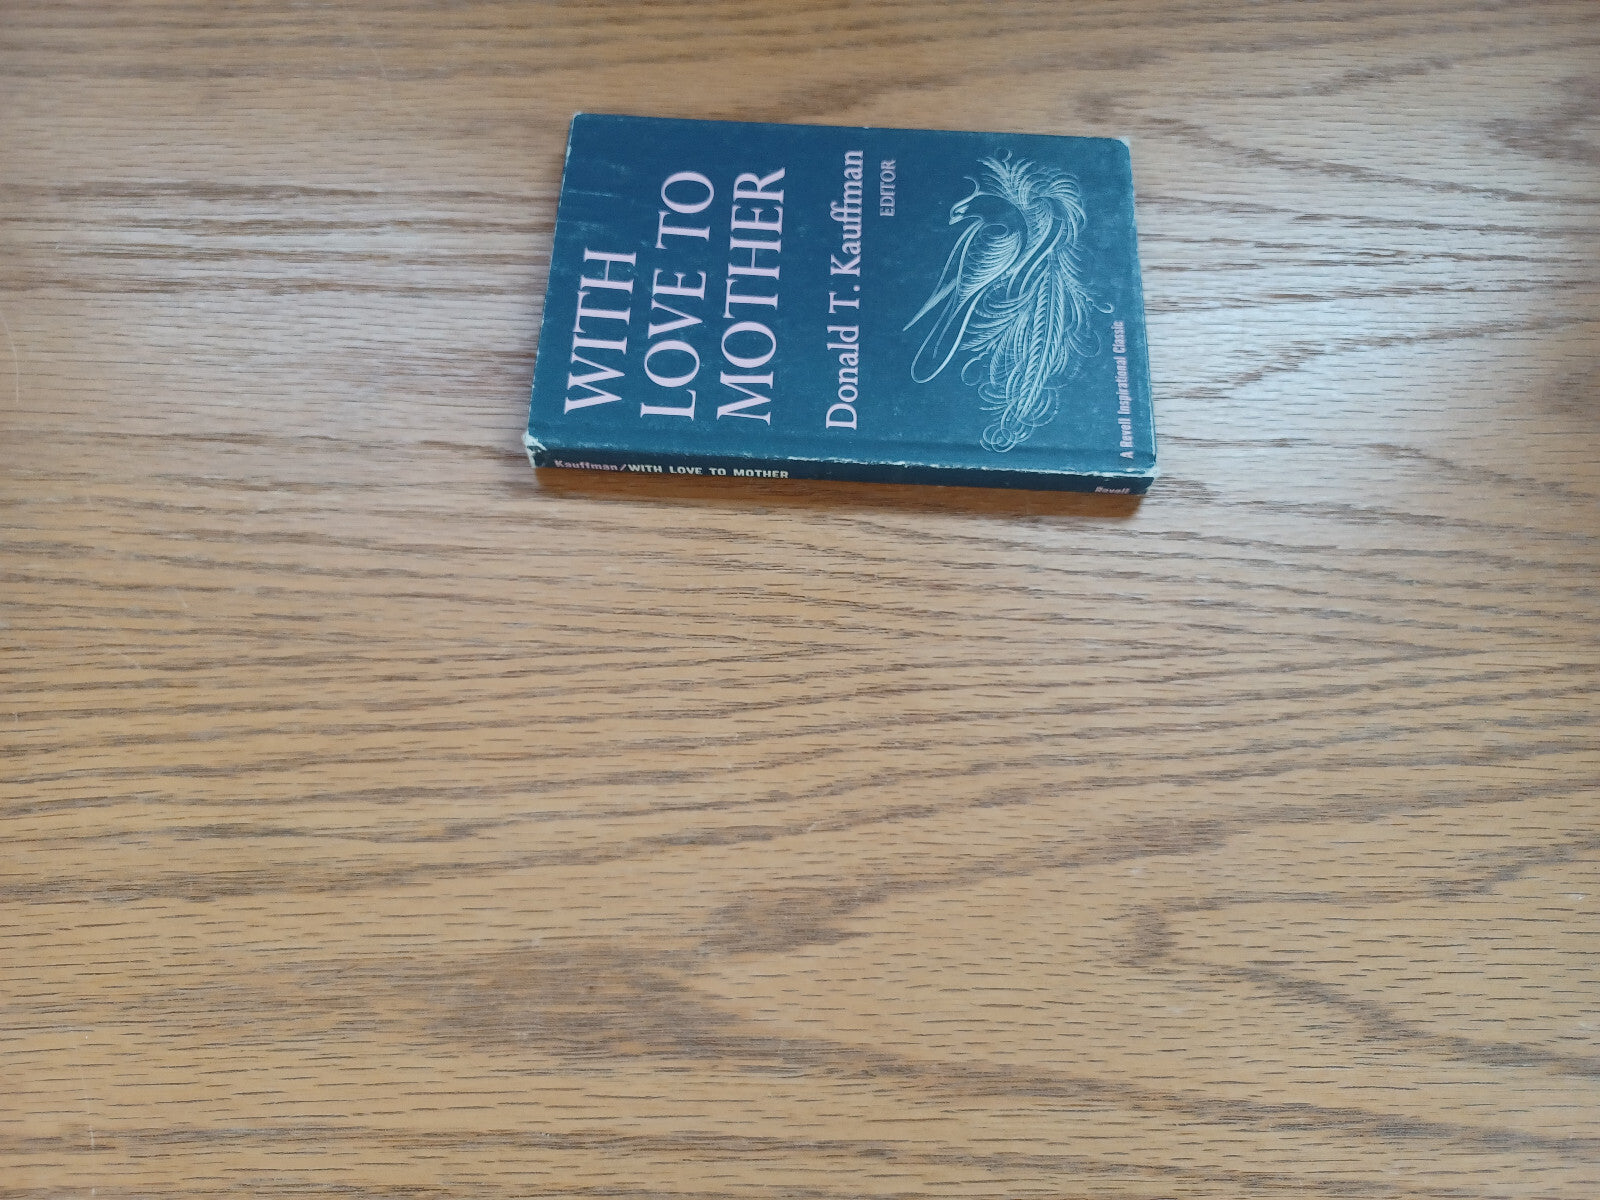 WITH
LOVE TO
MOTHER
Donald T. Kauffman
EDITOR
A Revell Inspirational Classic
Kauffman/WITH LOVE TO MOTHER
Revell